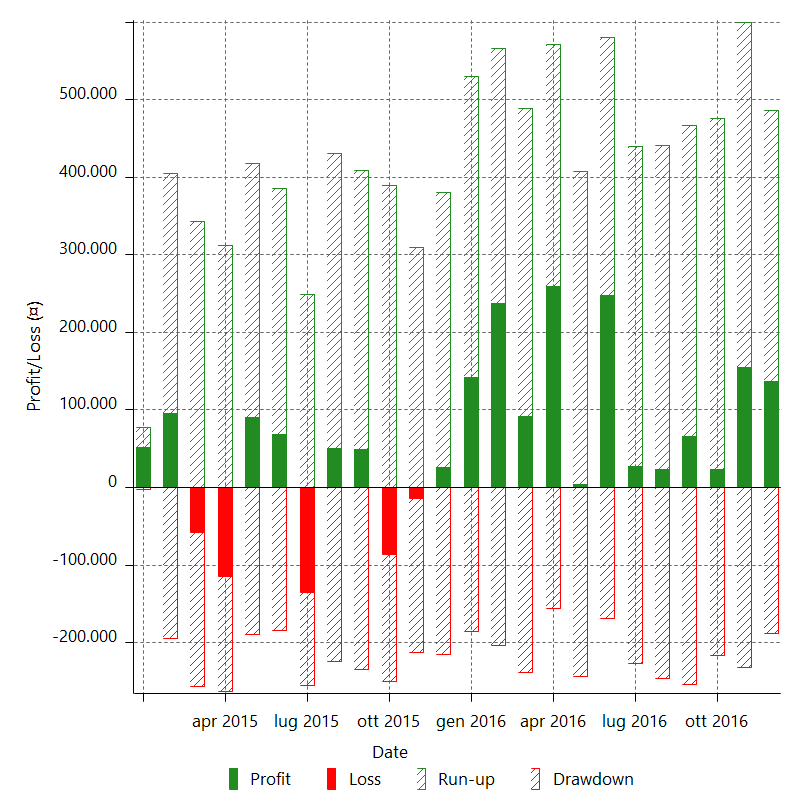 500.000
400.000
300.000
200.000
100.000
0
-100.000
-200.000
Profit/Loss (¤)
apr 2015 lug 2015 ott 2015 gen 2016 apr 2016 lug 2016 ott 2016
Date
Profit Loss Run-up Drawdown